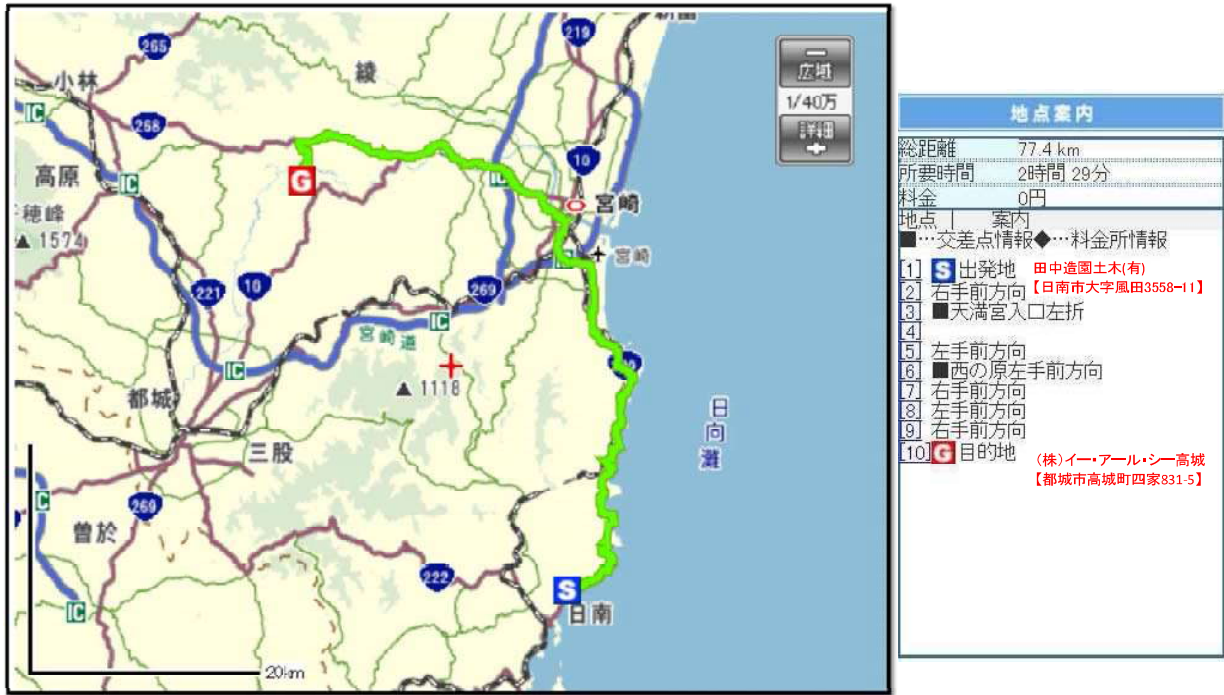 新富
265
219
小林
綾
広域
1/40万
詳細
IC
268
10
高原
IC
IC
G
宮崎
穂峰
▲ 1574
宮崎
IC
221
10
269
IC
宮崎道
IC
▲ 1118
都城
日向灘
三股
269
曽於
222
IC
S
日南
20km
地点案内
総距離 77.4 km
所要時間 2時間 29分
料金 0円
地点 | 案内
■…交差点情報◆…料金所情報
[1] S 出発地 田中造園土木(有)
【日南市大字風田3558-11】
[2] 右手前方向
[3] ■天満宮入口左折
[4]
[5] 左手前方向
[6] ■西の原左手前方向
[7] 右手前方向
[8] 左手前方向
[9] 右手前方向
[10] G 目的地 (株)イー・アール・シー高城
【都城市高城町四家831-5】